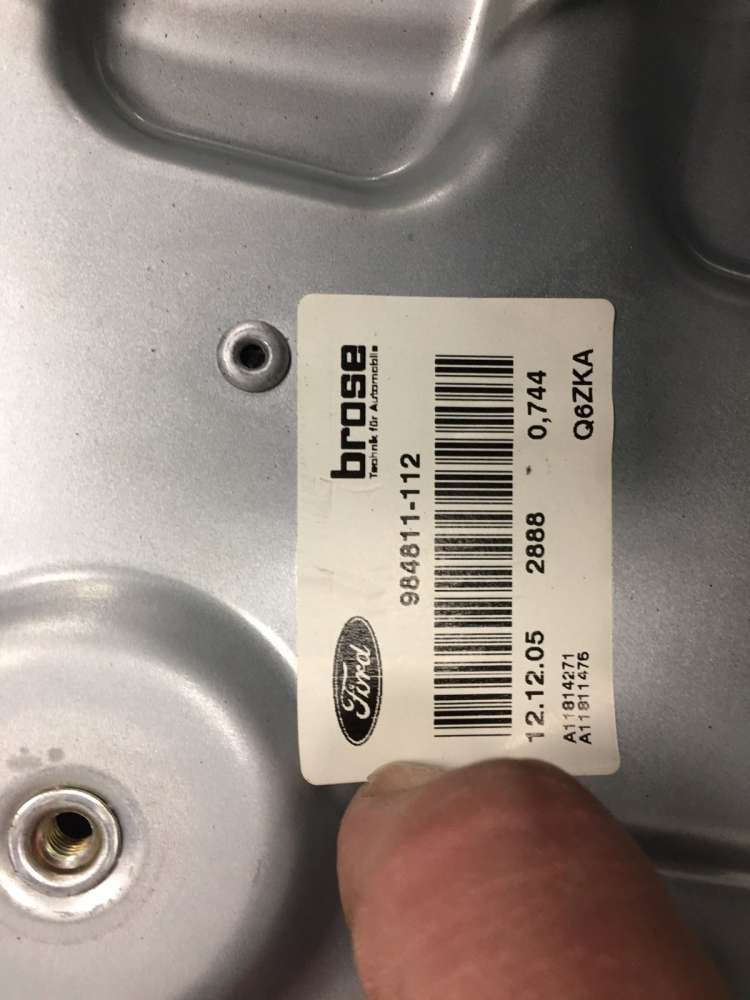 Ford
brose
Technik für Automobile
984811-112
12.12.05 2888 0,744
A11814271
A11811476
Q6ZKA